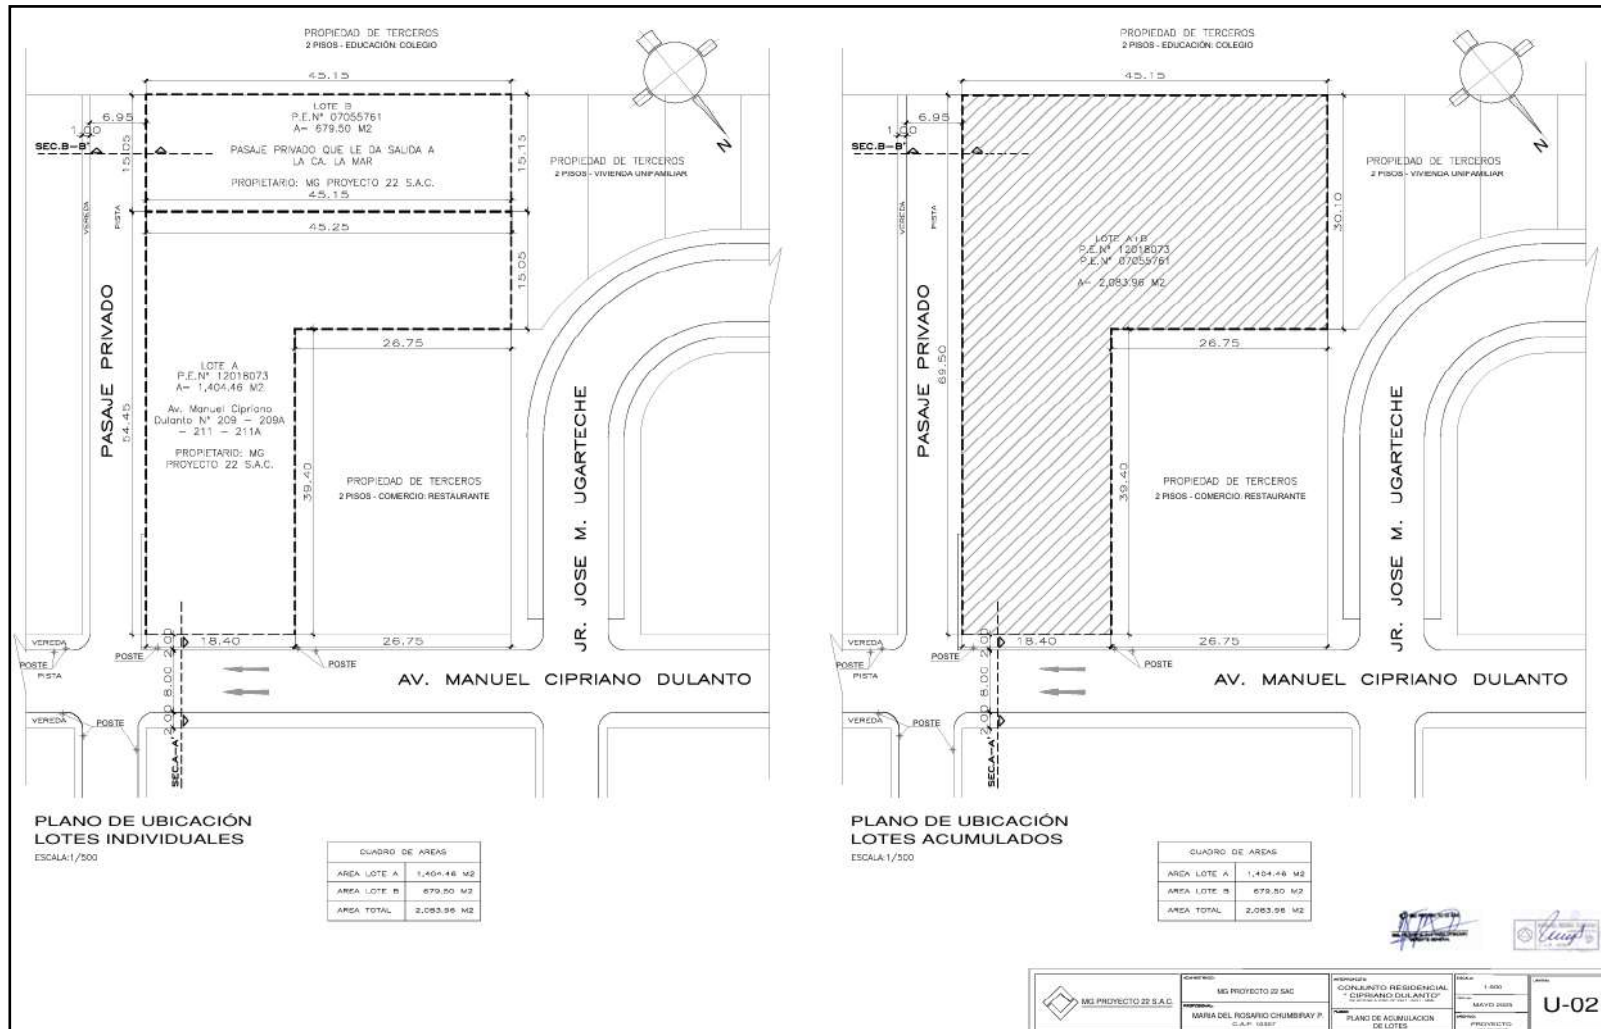 PROPIEDAD DE TERCEROS
2 PISOS - EDUCACIÓN: COLEGIO
45.15
LOTE B
P.E.N° 07055761
A= 679.50 M2
PASAJE PRIVADO QUE LE DA SALIDA A
LA CA. LA MAR
PROPIETARIO: MG PROYECTO 22 S.A.C.
45.15
45.25
6.95
1.00
SEC.B-B'
15.05
15.15
15.05
N
PROPIEDAD DE TERCEROS
2 PISOS - VIVIENDA UNIFAMILIAR
VEREDA
PISTA
PASAJE PRIVADO
54.45
LOTE A
P.E.N° 12018073
A= 1,404.46 M2
Av. Manuel Cipriano
Dulanto N° 209 - 209A
- 211 - 211A
PROPIETARIO: MG
PROYECTO 22 S.A.C.
26.75
39.40
PROPIEDAD DE TERCEROS
2 PISOS - COMERCIO: RESTAURANTE
JR. JOSE M. UGARTECHE
18.40
26.75
VEREDA
POSTE
PISTA
POSTE
POSTE
2.00
8.00
2.00
AV. MANUEL CIPRIANO DULANTO
VEREDA
POSTE
SEC.A-A'
PLANO DE UBICACIÓN
LOTES INDIVIDUALES
ESCALA:1/500
CUADRO DE AREAS
AREA LOTE A 1,404.46 M2
AREA LOTE B 679.50 M2
AREA TOTAL 2,083.96 M2
PROPIEDAD DE TERCEROS
2 PISOS - EDUCACIÓN: COLEGIO
45.15
6.95
1.00
SEC.B-B'
N
PROPIEDAD DE TERCEROS
2 PISOS - VIVIENDA UNIFAMILIAR
30.10
VEREDA
PISTA
LOTE A+B
P.E.N° 12018073
P.E.N° 07055761
A= 2,083.96 M2
PASAJE PRIVADO
69.50
26.75
39.40
PROPIEDAD DE TERCEROS
2 PISOS - COMERCIO: RESTAURANTE
JR. JOSE M. UGARTECHE
18.40
26.75
VEREDA
POSTE
PISTA
POSTE
POSTE
2.00
8.00
2.00
AV. MANUEL CIPRIANO DULANTO
VEREDA
POSTE
SEC.A-A'
PLANO DE UBICACIÓN
LOTES ACUMULADOS
ESCALA:1/500
CUADRO DE AREAS
AREA LOTE A 1,404.46 M2
AREA LOTE B 679.50 M2
AREA TOTAL 2,083.96 M2
MG PROYECTO 22 S.A.C.
MG PROYECTO 22 SAC
MARIA DEL ROSARIO CHUMBIRAY P.
CONJUNTO RESIDENCIAL
" CIPRIANO DULANTO"
PLANO DE ACUMULACION
DE LOTES
MAYO 2025
PROYECTO
U-02